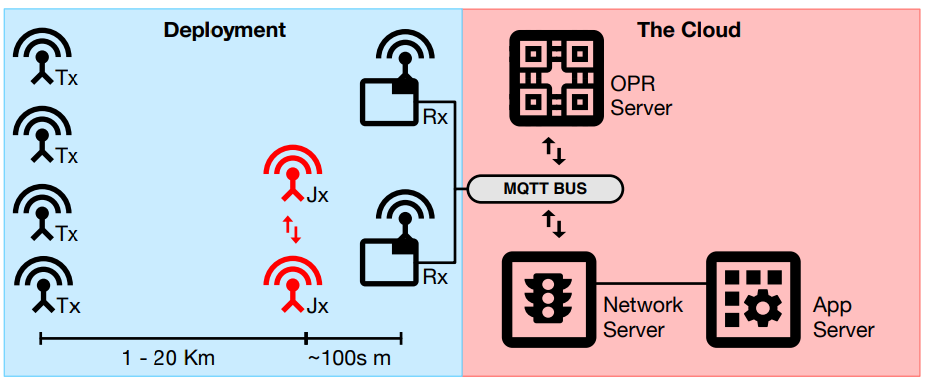 Deployment
The Cloud
Tx
Tx
Tx
Tx
Jx
Jx
Rx
Rx
1 - 20 Km
~100s m
OPR
Server
MQTT BUS
Network
Server
App
Server